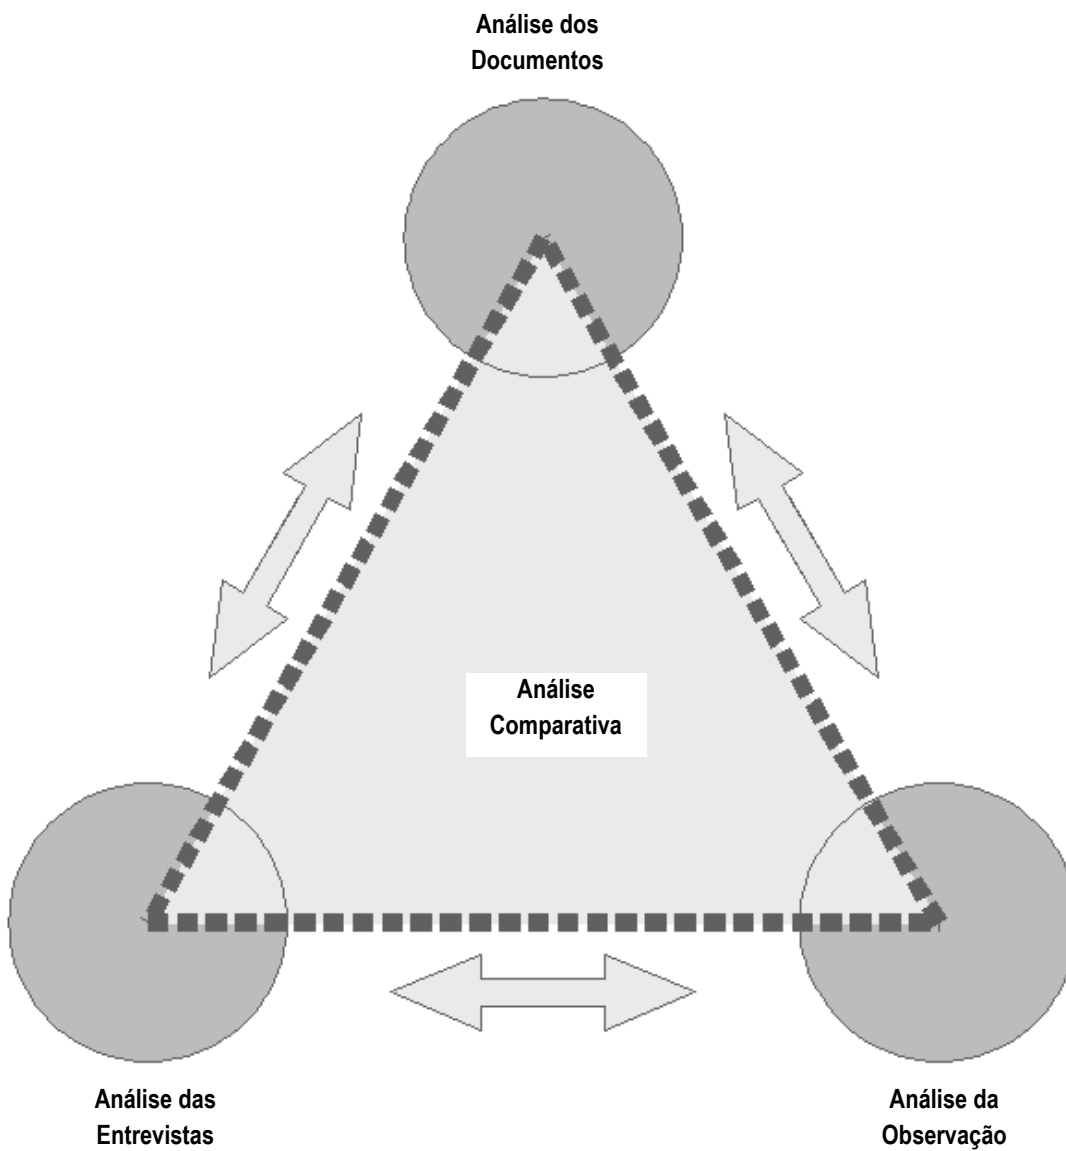 Análise dos
Documentos
Análise
Comparativa
Análise das
Entrevistas
Análise da
Observação